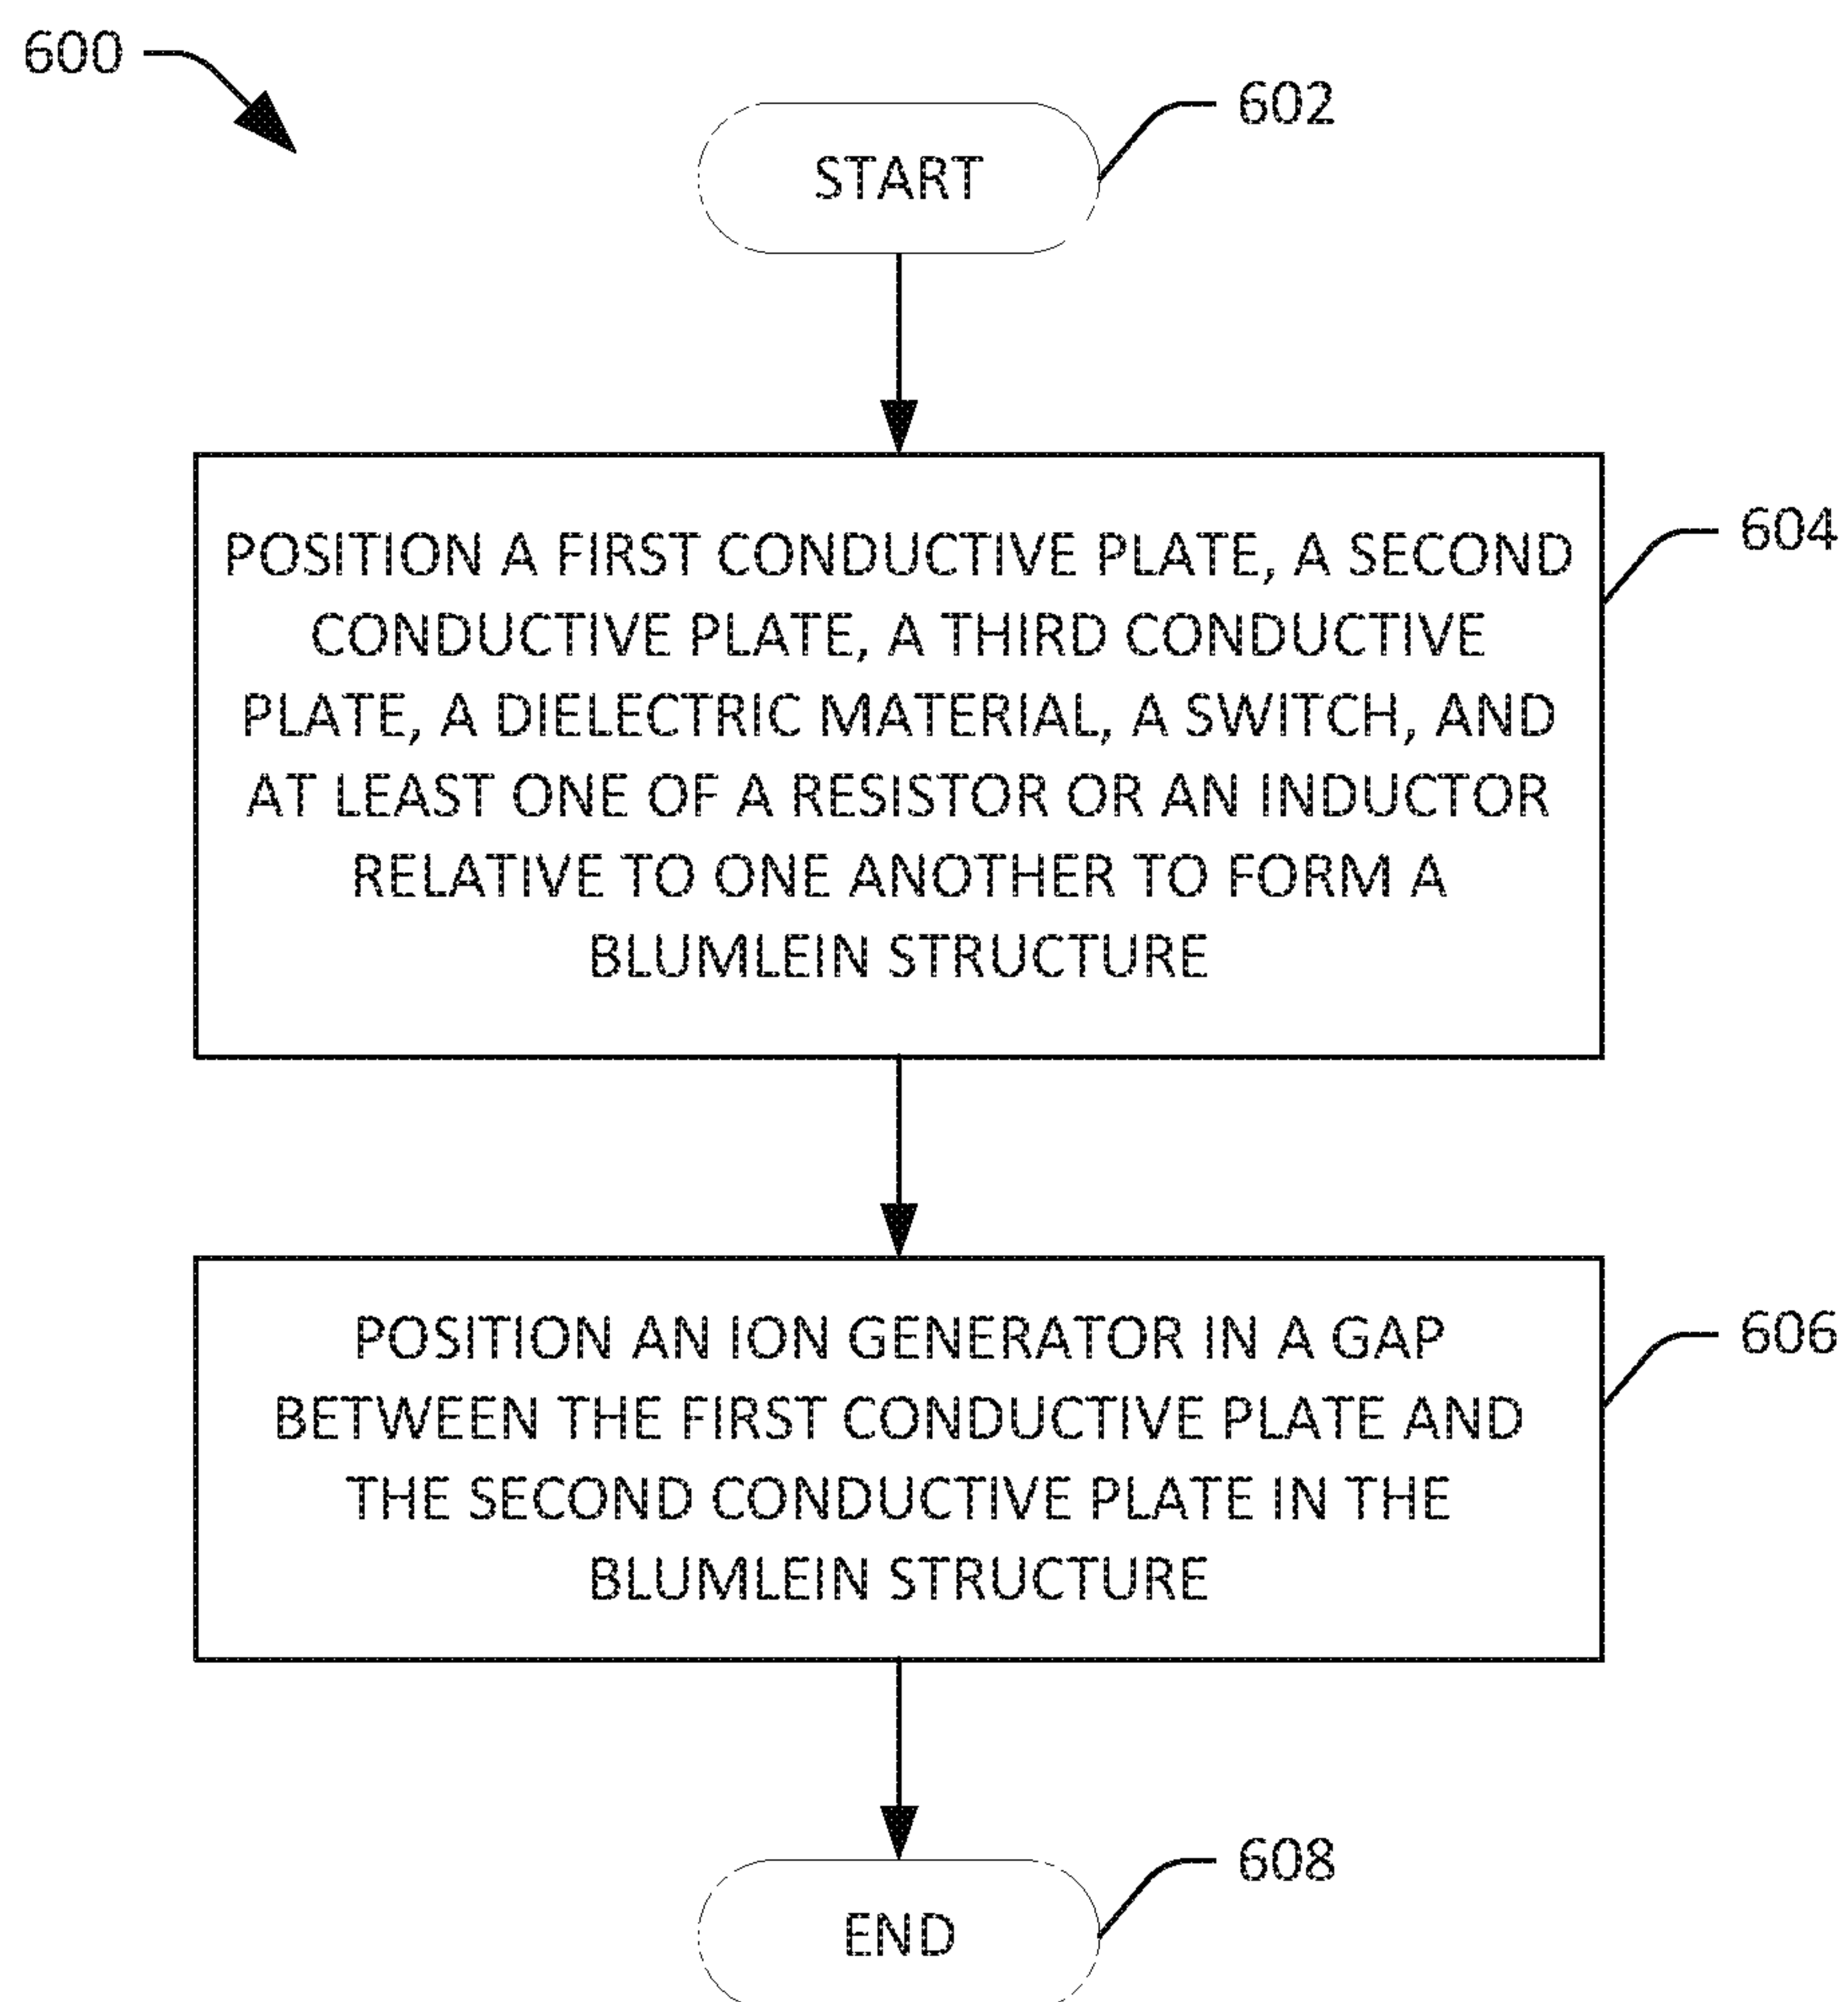 600
602
START
POSITION A FIRST CONDUCTIVE PLATE, A SECOND
CONDUCTIVE PLATE, A THIRD CONDUCTIVE
PLATE, A DIELECTRIC MATERIAL, A SWITCH, AND
AT LEAST ONE OF A RESISTOR OR AN INDUCTOR
RELATIVE TO ONE ANOTHER TO FORM A
BLUMLEIN STRUCTURE
604
POSITION AN ION GENERATOR IN A GAP
BETWEEN THE FIRST CONDUCTIVE PLATE AND
THE SECOND CONDUCTIVE PLATE IN THE
BLUMLEIN STRUCTURE
606
608
END